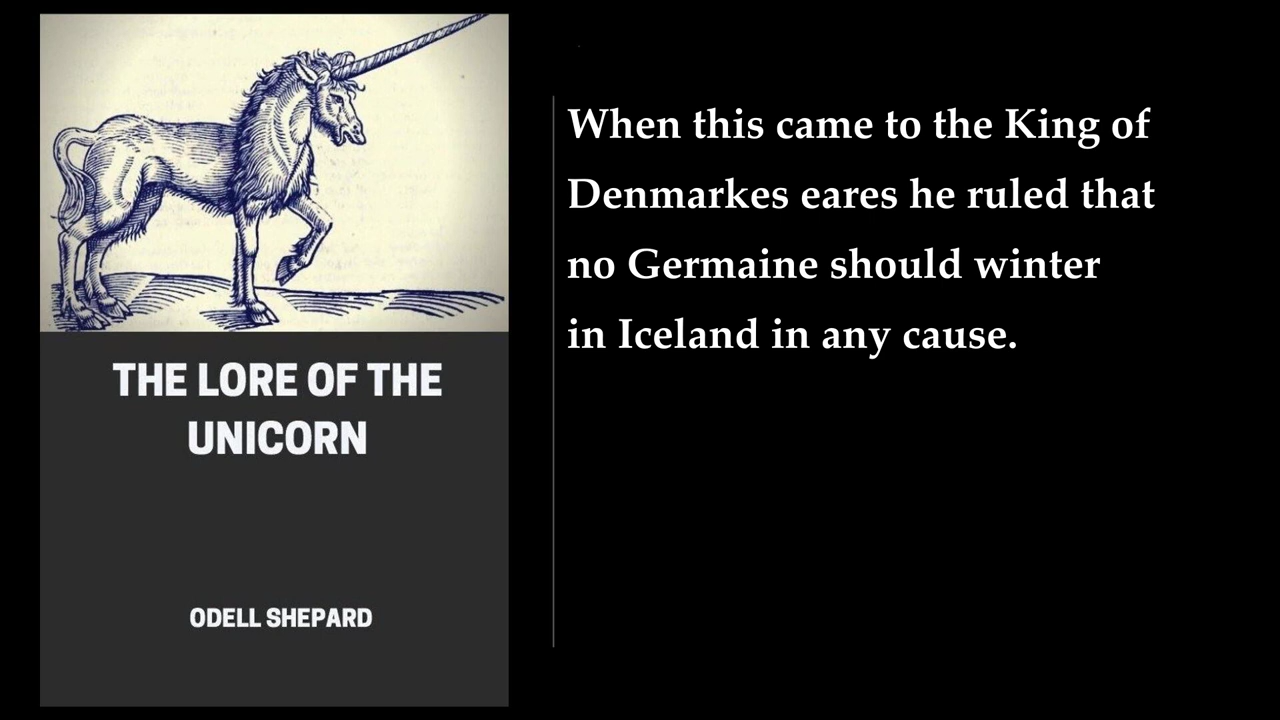 THE LORE OF THE
UNICORN
ODELL SHEPARD
When this came to the King of
Denmarkes eares he ruled that
no Germaine should winter
in Iceland in any cause.